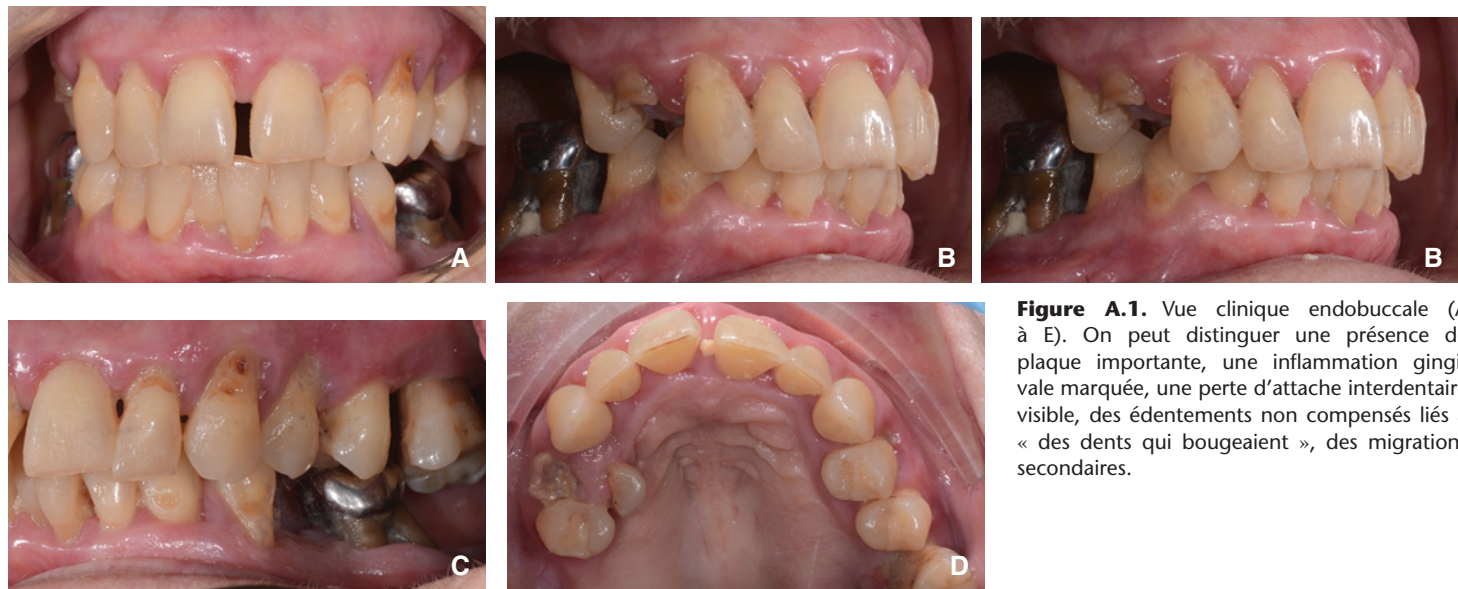 A
B
B
C
D
Figure A.1. Vue clinique endobuccale (A
à E). On peut distinguer une présence d
plaque importante, une inflammation gingi
vale marquée, une perte d’attache interdentair
visible, des édentements non compensés liés
« des dents qui bougeaient », des migration
secondaires.